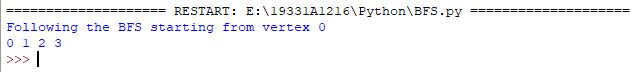 ===================== RESTART: E:\19331A1216\Python\BFS.py =====================
Following the BFS starting from vertex 0
0 1 2 3
>>>